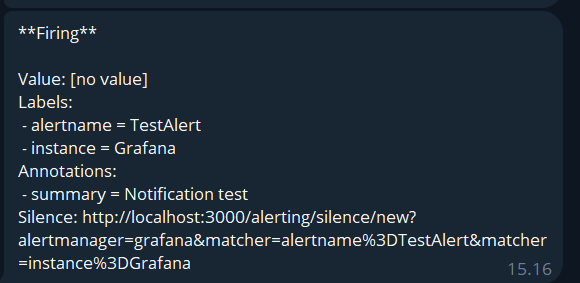 **Firing**
Value: [no value]
Labels:
- alertname = TestAlert
- instance = Grafana
Annotations:
- summary = Notification test
Silence: http://localhost:3000/alerting/silence/new?
alertmanager=grafana&matcher=alertname%3DTestAlert&matcher
=instance%3DGrafana
15.16